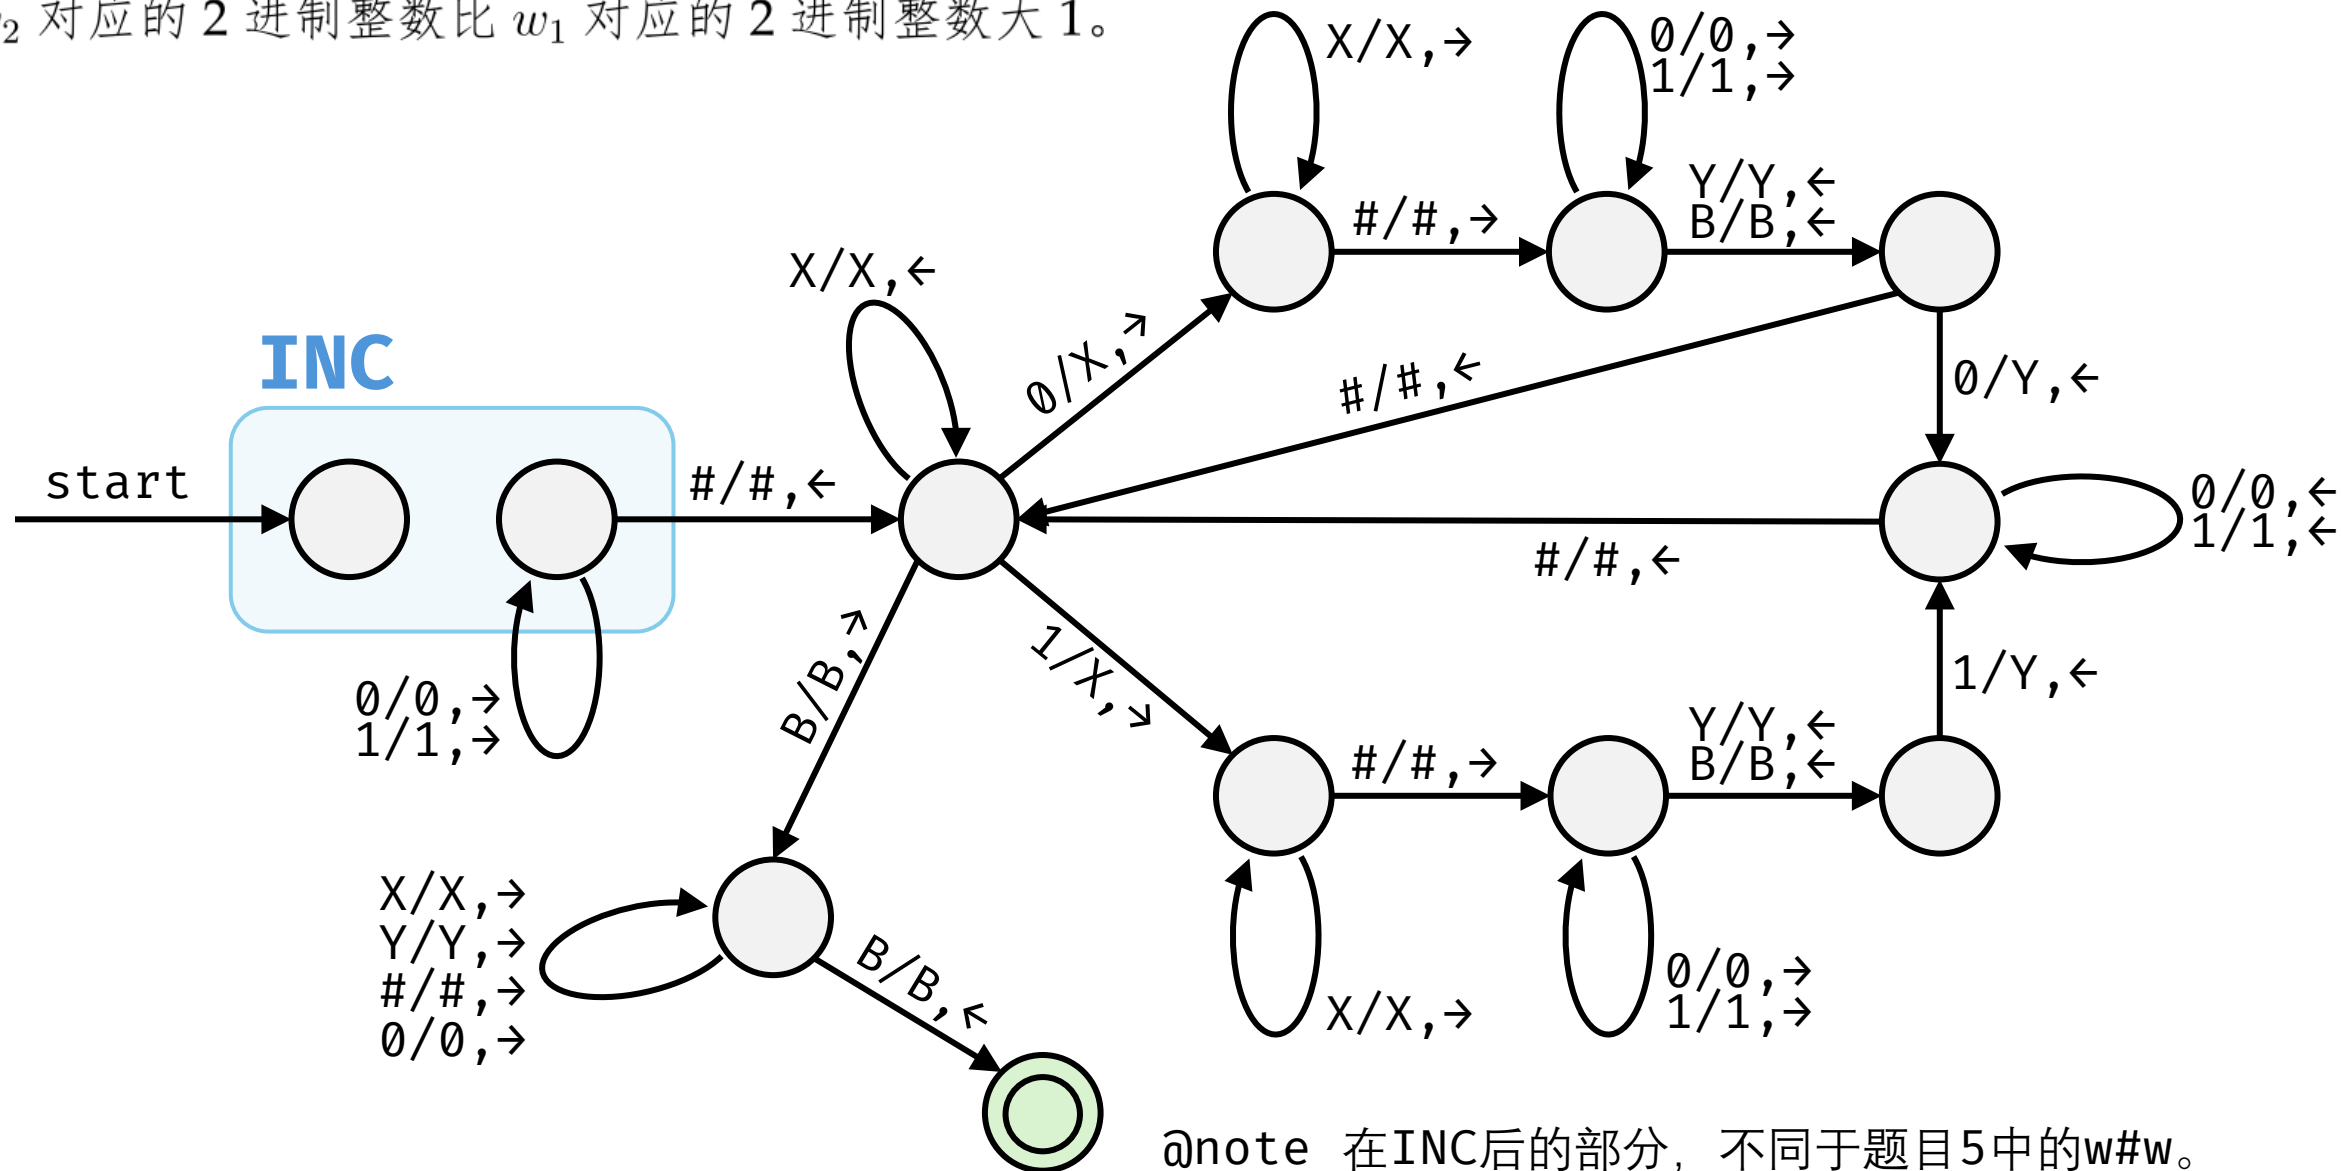 ₂ 对应的 2 进制整数比 w₁ 对应的 2 进制整数大 1。
X/X,→
0/0,→
1/1,→
Y/Y,←
B/B,←
#/#,→
X/X,←
0/X,→
#/#,←
0/Y,←
INC
start
#/#,←
0/0,←
1/1,←
#/#,←
0/0,→
1/1,→
B/B,→
1/X,→
1/Y,←
Y/Y,←
B/B,←
#/#,→
X/X,→
Y/Y,→
#/#,→
0/0,→
B/B,←
0/0,→
1/1,→
X/X,→
@note 在INC后的部分, 不同于题目5中的w#w。